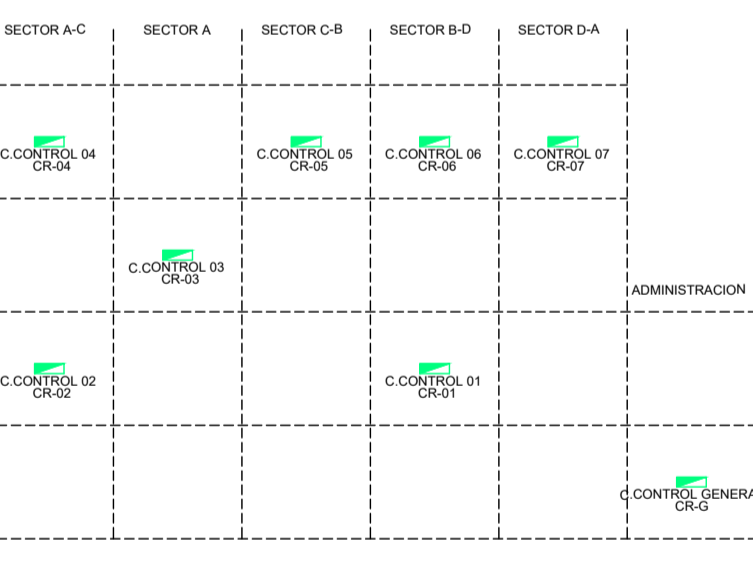 SECTOR A-C
SECTOR A
SECTOR C-B
SECTOR B-D
SECTOR D-A
C.CONTROL 04
CR-04
C.CONTROL 05
CR-05
C.CONTROL 06
CR-06
C.CONTROL 07
CR-07
C.CONTROL 03
CR-03
ADMINISTRACION
C.CONTROL 02
CR-02
C.CONTROL 01
CR-01
C.CONTROL GENERA
CR-G